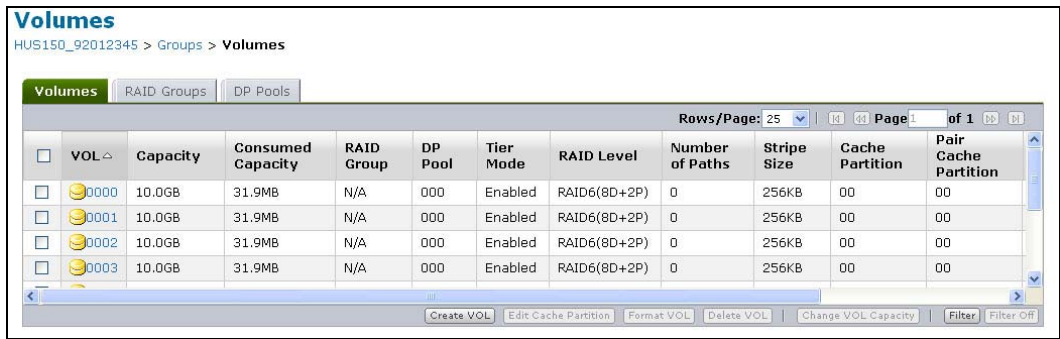 Volumes
HUS150_92012345 > Groups > Volumes
Volumes RAID Groups DP Pools
Rows/Page: 25 Page 1 of 1
VOL Capacity Consumed Capacity RAID Group DP Pool Tier Mode RAID Level Number of Paths Stripe Size Cache Partition Pair Cache Partition
0000 10.0GB 31.9MB N/A 000 Enabled RAID6(8D+2P) 0 256KB 00 00
0001 10.0GB 31.9MB N/A 000 Enabled RAID6(8D+2P) 0 256KB 00 00
0002 10.0GB 31.9MB N/A 000 Enabled RAID6(8D+2P) 0 256KB 00 00
0003 10.0GB 31.9MB N/A 000 Enabled RAID6(8D+2P) 0 256KB 00 00
Create VOL Edit Cache Partition Format VOL Delete VOL | Change VOL Capacity | Filter Filter Off